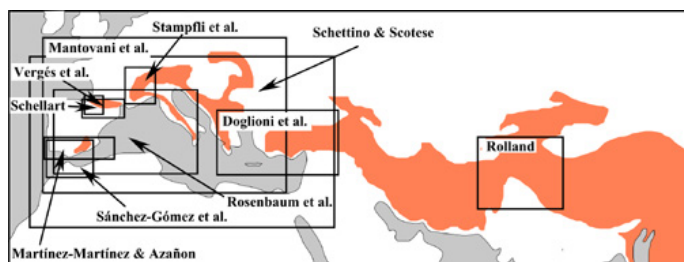 Stampfli et al.
Mantovani et al.
Schettino & Scotese
Vergés et al.
Schellart
Doglioni et al.
Rolland
Rosenbaum et al.
Sánchez-Gómez et al.
Martínez-Martínez & Azañon